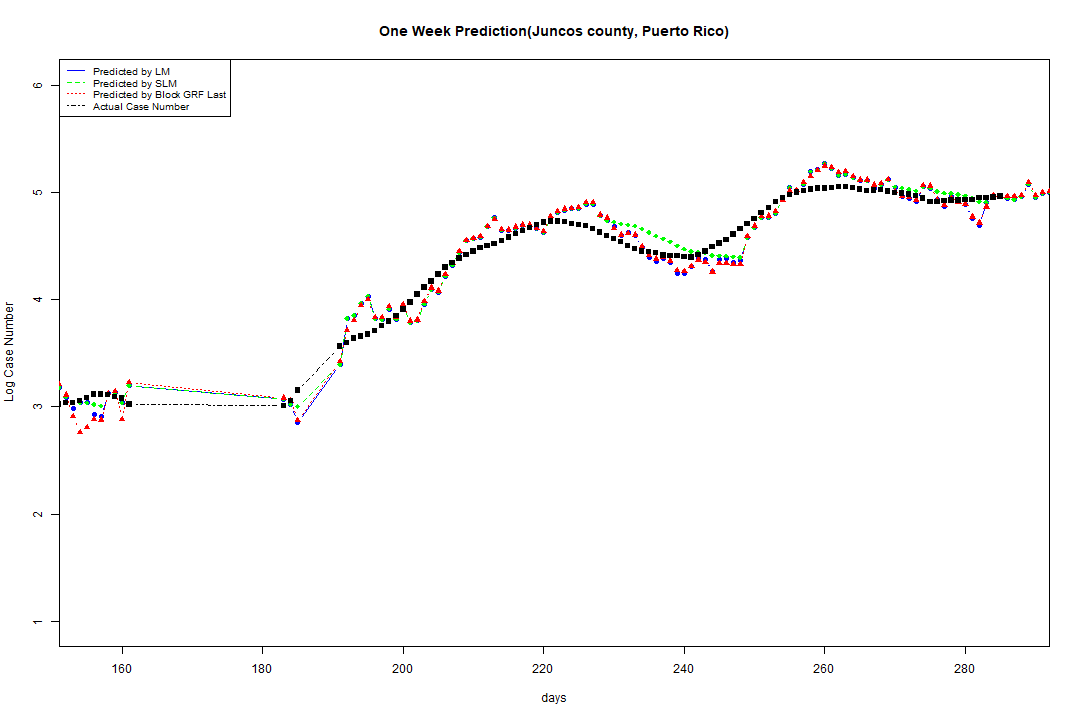 One Week Prediction(Juncos county, Puerto Rico)
Predicted by LM
Predicted by SLM
Predicted by Block GRF Last
Actual Case Number
6
5
4
3
2
1
Log Case Number
160 180 200 220 240 260 280
days